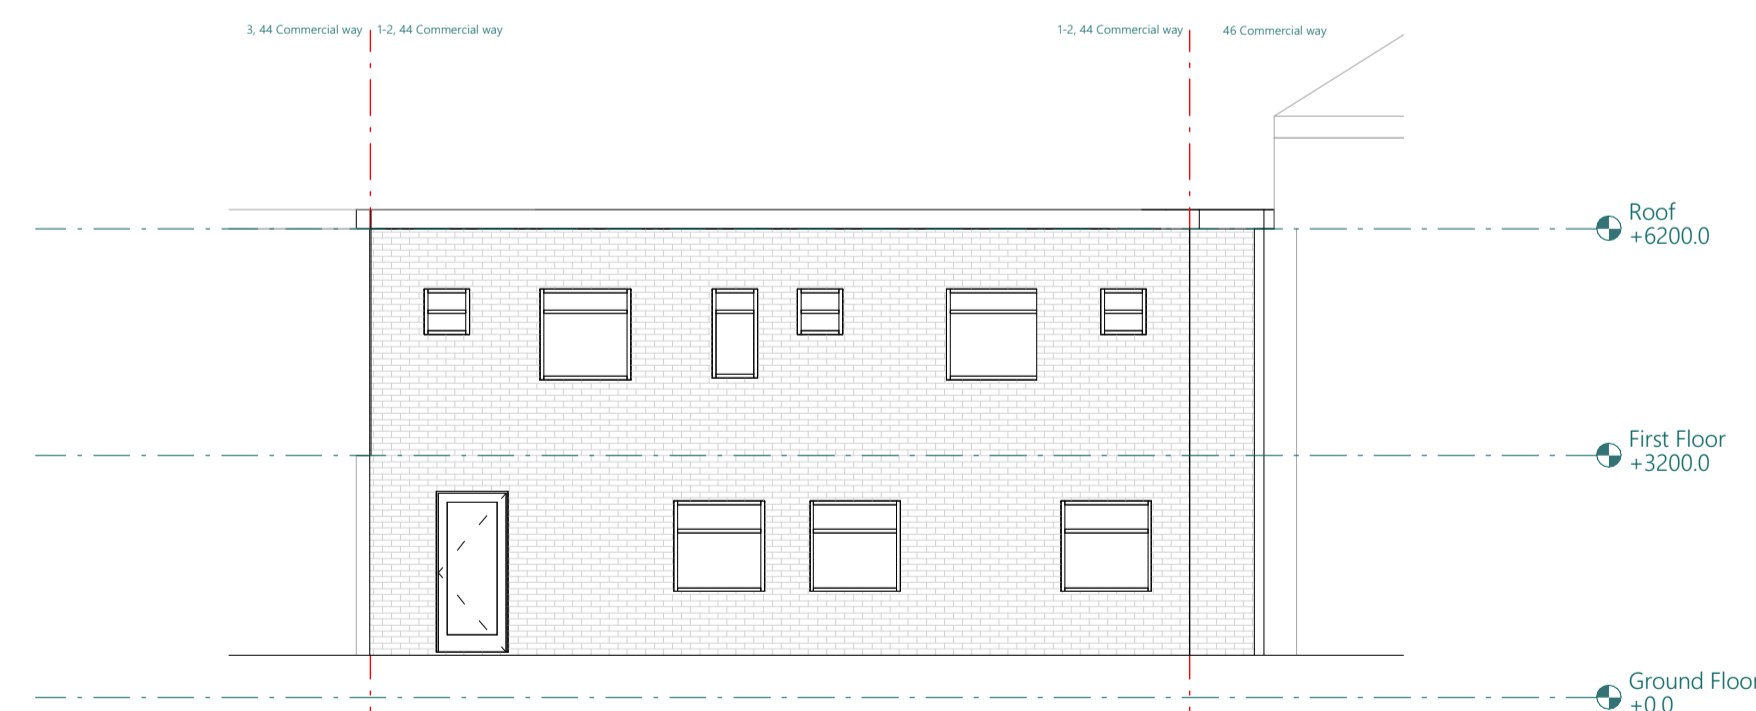 3, 44 Commercial way
1-2, 44 Commercial way
1-2, 44 Commercial way
46 Commercial way
Roof
+6200.0
First Floor
+3200.0
Ground Floor
+0.0